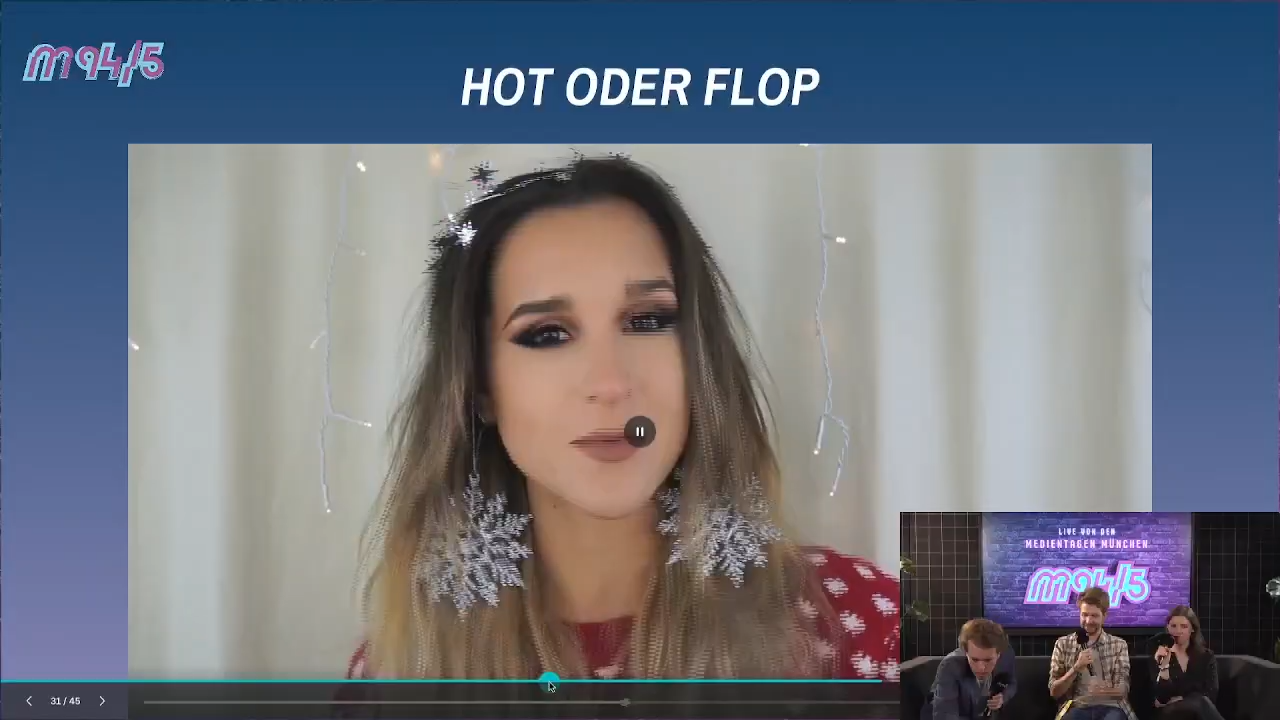 M94/5
HOT ODER FLOP
LIVE VON DEN
MEDIENTAGEN MÜNCHEN
M94/5
31 / 45